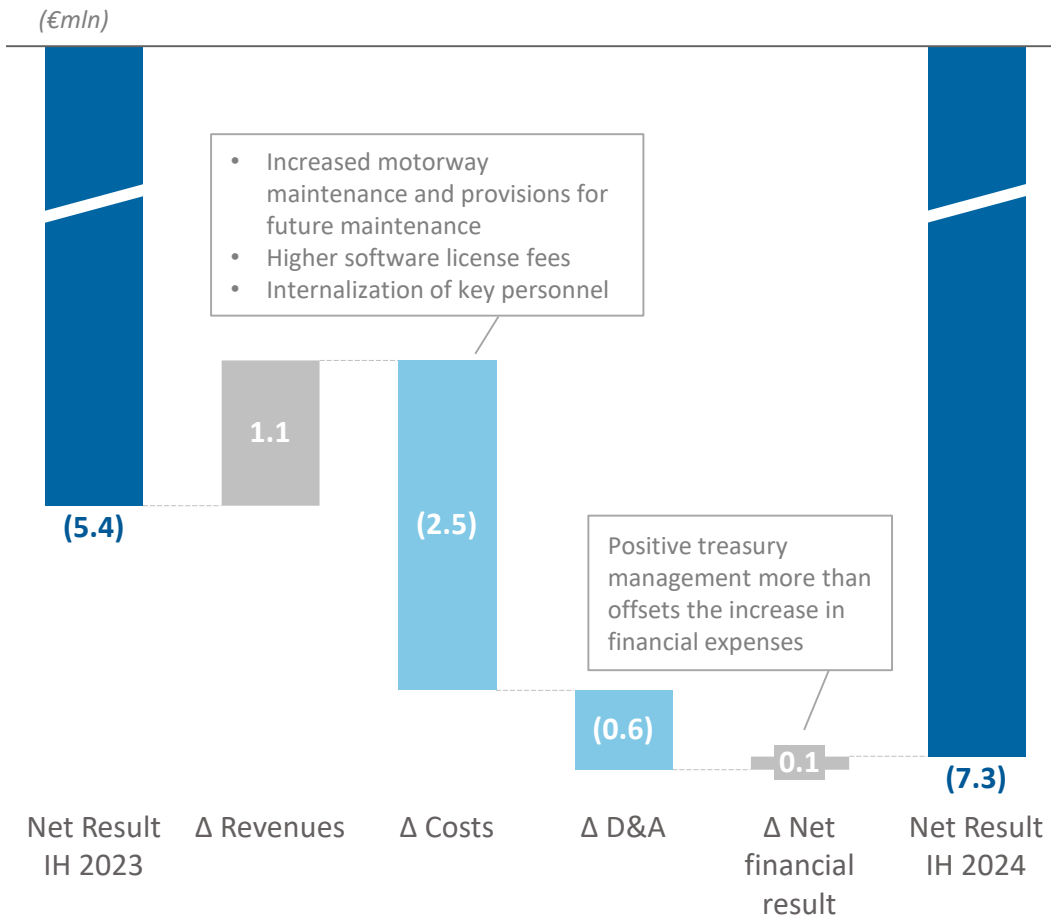 (€mln)
• Increased motorway
maintenance and provisions for
future maintenance
• Higher software license fees
• Internalization of key personnel
1.1
(5.4)
(2.5)
Positive treasury
management more than
offsets the increase in
financial expenses
(0.6)
0.1
(7.3)
Net Result
IH 2023
Δ Revenues
Δ Costs
Δ D&A
Δ Net
financial
result
Net Result
IH 2024